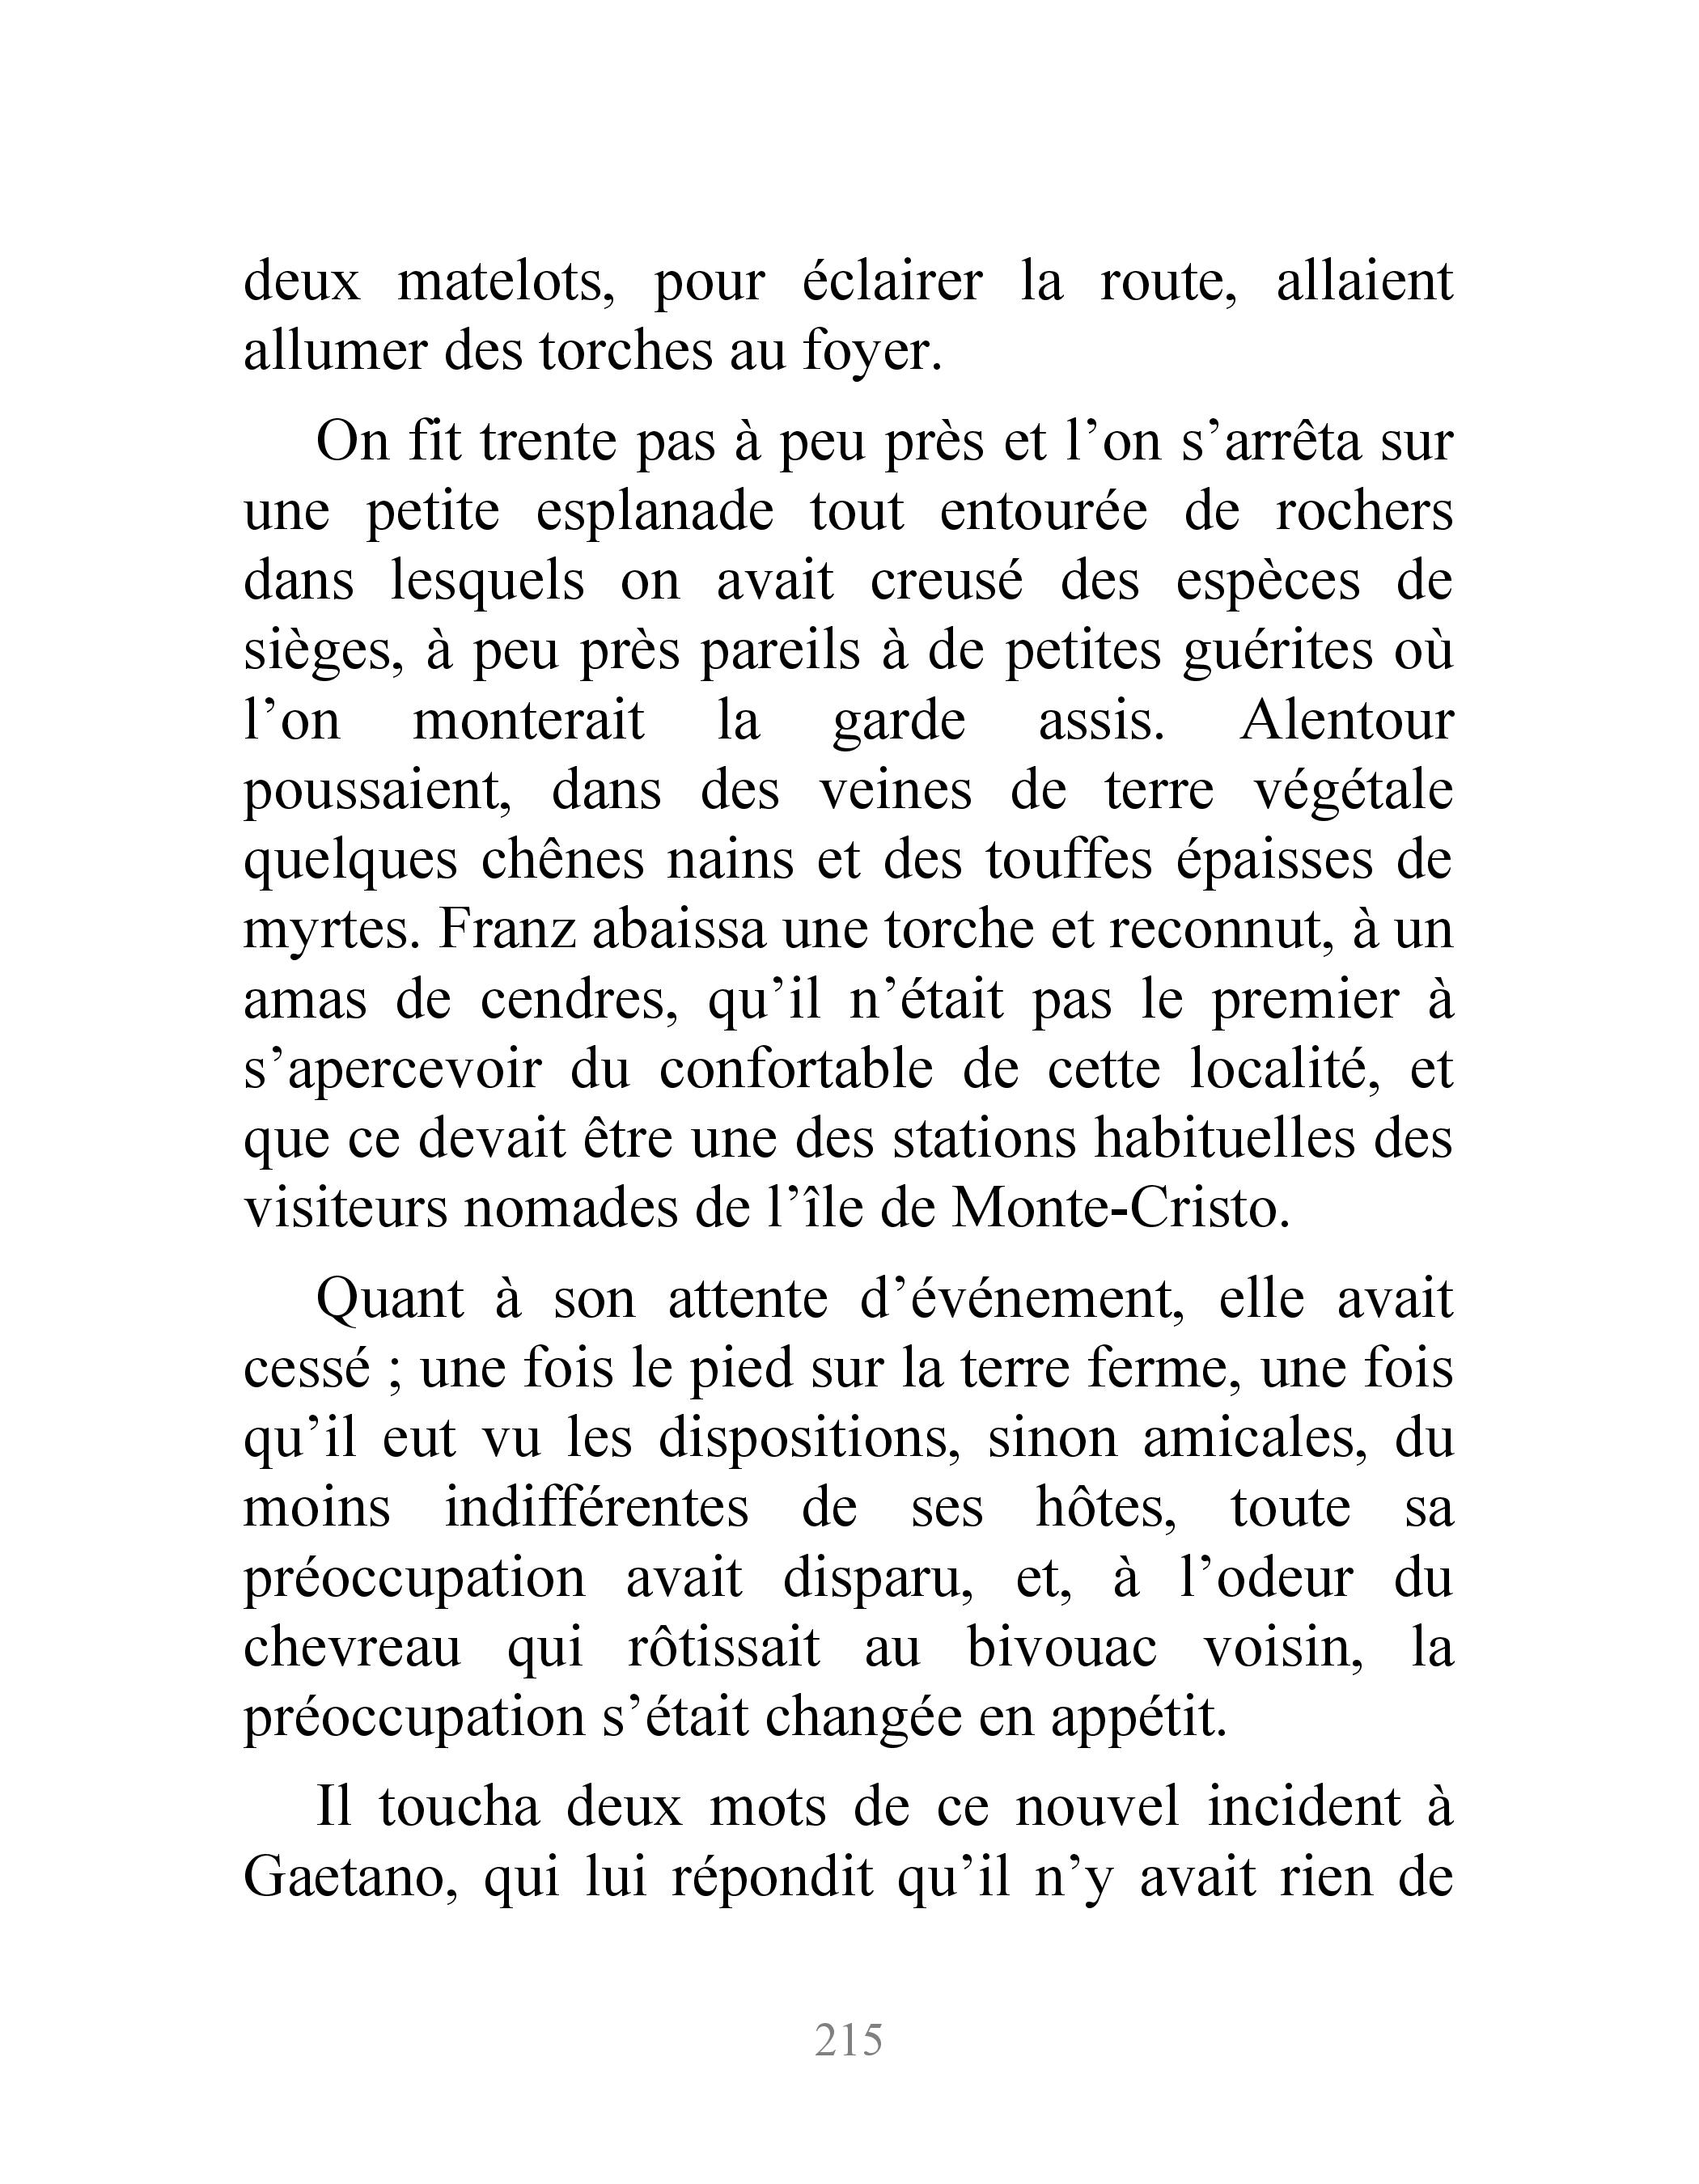 deux matelots, pour éclairer la route, allaient
allumer des torches au foyer.
On fit trente pas à peu près et l’on s’arrêta sur
une petite esplanade tout entourée de rochers
dans lesquels on avait creusé des espèces de
sièges, à peu près pareils à de petites guérites où
l’on monterait la garde assis. Alentour
poussaient, dans des veines de terre végétale
quelques chênes nains et des touffes épaisses de
myrtes. Franz abaissa une torche et reconnut, à un
amas de cendres, qu’il n’était pas le premier à
s’apercevoir du confortable de cette localité, et
que ce devait être une des stations habituelles des
visiteurs nomades de l’île de Monte-Cristo.
Quant à son attente d’événement, elle avait
cessé ; une fois le pied sur la terre ferme, une fois
qu’il eut vu les dispositions, sinon amicales, du
moins indifférentes de ses hôtes, toute sa
préoccupation avait disparu, et, à l’odeur du
chevreau qui rôtissait au bivouac voisin, la
préoccupation s’était changée en appétit.
Il toucha deux mots de ce nouvel incident à
Gaetano, qui lui répondit qu’il n’y avait rien de
215